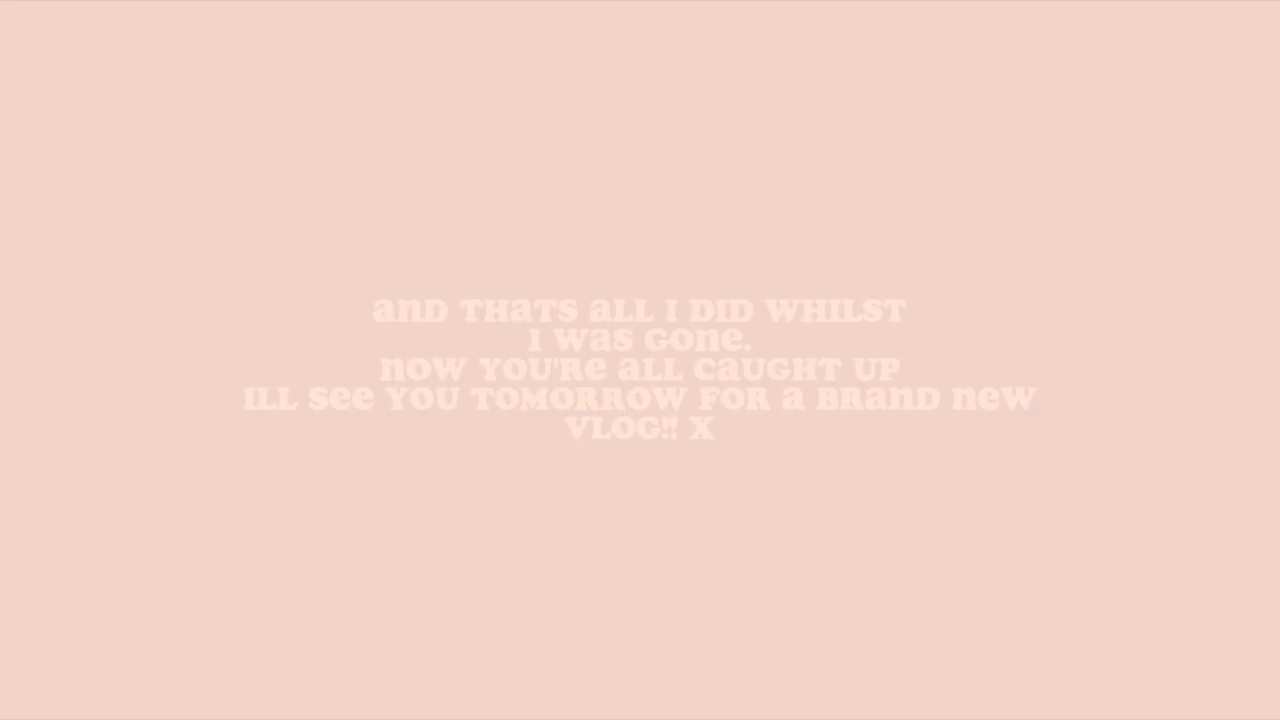 and THaTS aLL I DID WHILST
I Was Gone.
now YOU'Re aLL caUGHT UP
ILL see YOU TOMORROW FOR a BRanD new
VLOG!! X